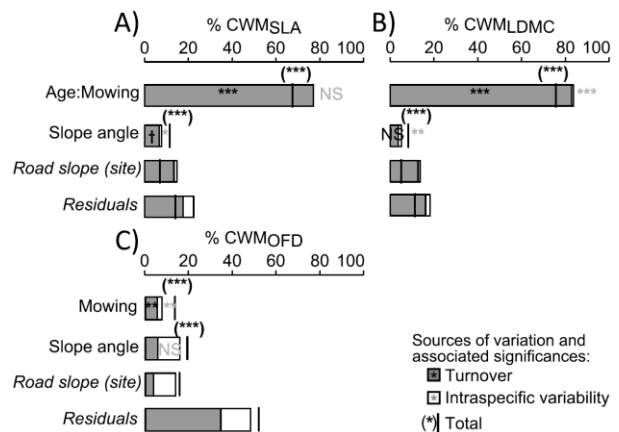 A) % CWMSLA
0 20 40 60 80 100
(***)
Age:Mowing *** NS
(***)
Slope angle † *
Road slope (site)
Residuals
B) % CWMLDMC
0 20 40 60 80 100
(***)
*** ***
(***)
NS **
C) % CWMOFD
0 20 40 60 80 100
(***)
Mowing ** **
(***)
Slope angle NS
Road slope (site)
Residuals
Sources of variation and
associated significances:
* Turnover
* Intraspecific variability
(*) Total